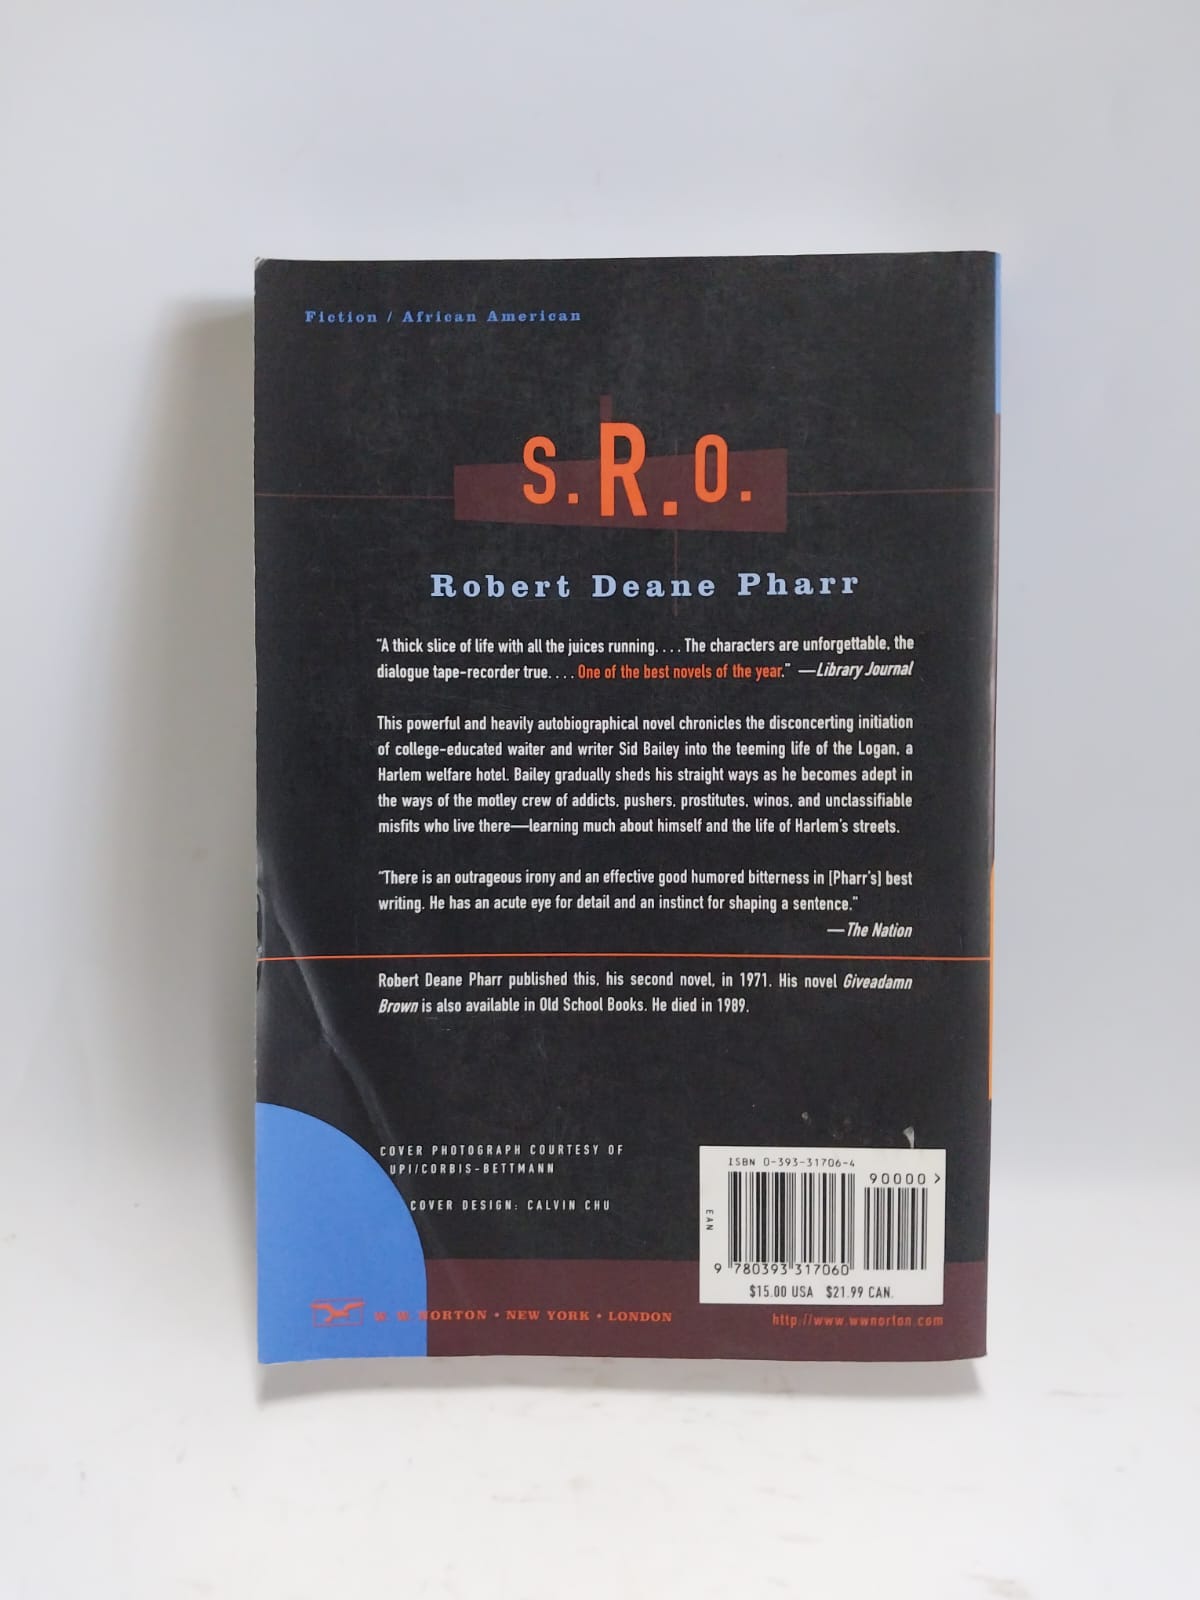 Fiction / African American
S.R.O.
Robert Deane Pharr
"A thick slice of life with all the juices running. . . . The characters are unforgettable, the
dialogue tape-recorder true. . . . One of the best novels of the year." —Library Journal
This powerful and heavily autobiographical novel chronicles the disconcerting initiation
of college-educated waiter and writer Sid Bailey into the teeming life of the Logan, a
Harlem welfare hotel. Bailey gradually sheds his straight ways as he becomes adept in
the ways of the motley crew of addicts, pushers, prostitutes, winos, and unclassifiable
misfits who live there—learning much about himself and the life of Harlem's streets.
"There is an outrageous irony and an effective good humored bitterness in [Pharr's] best
writing. He has an acute eye for detail and an instinct for shaping a sentence."
—The Nation
Robert Deane Pharr published this, his second novel, in 1971. His novel Giveadamn
Brown is also available in Old School Books. He died in 1989.
COVER PHOTOGRAPH COURTESY OF
UPI/CORBIS-BETTMANN
COVER DESIGN: CALVIN CHU
ISBN 0-393-31706-4
90000>
EAN
9 780393 317060
$15.00 USA $21.99 CAN.
W. W. NORTON • NEW YORK • LONDON
http://www.wwnorton.com